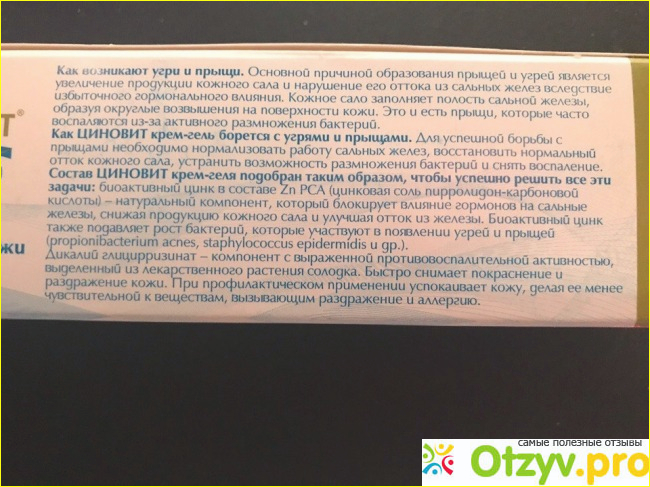 Как возникают угри и прыщи. Основной причиной образования прыщей и угрей является
увеличение продукции кожного сала и нарушение его оттока из сальных желез вследствие
избыточного гормонального влияния. Кожное сало заполняет полость сальной железы,
образуя округлые возвышения на поверхности кожи. Это и есть прыщи, которые часто
воспаляются из-за активного размножения бактерий.
Как ЦИНОВИТ крем-гель борется с угрями и прыщами. Для успешной борьбы с
прыщами необходимо нормализовать работу сальных желез, восстановить нормальный
отток кожного сала, устранить возможность размножения бактерий и снять воспаление.
Состав ЦИНОВИТ крем-геля подобран таким образом, чтобы успешно решить все эти
задачи: биоактивный цинк в составе Zn PCA (цинковая соль пирролидон-карбоновой
кислоты) – натуральный компонент, который блокирует влияние гормонов на сальные
железы, снижая продукцию кожного сала и улучшая отток из железы. Биоактивный цинк
также подавляет рост бактерий, которые участвуют в появлении угрей и прыщей
(propionibacterium acnes, staphylococcus epidermidis и др.).
Дикалий глицирризинат – компонент с выраженной противовоспалительной активностью,
выделенный из лекарственного растения солодка. Быстро снимает покраснение и
раздражение кожи. При профилактическом применении успокаивает кожу, делая ее менее
чувствительной к веществам, вызывающим раздражение и аллергию.
Т®
жи
самые полезные отзывы
Otzyv.pro